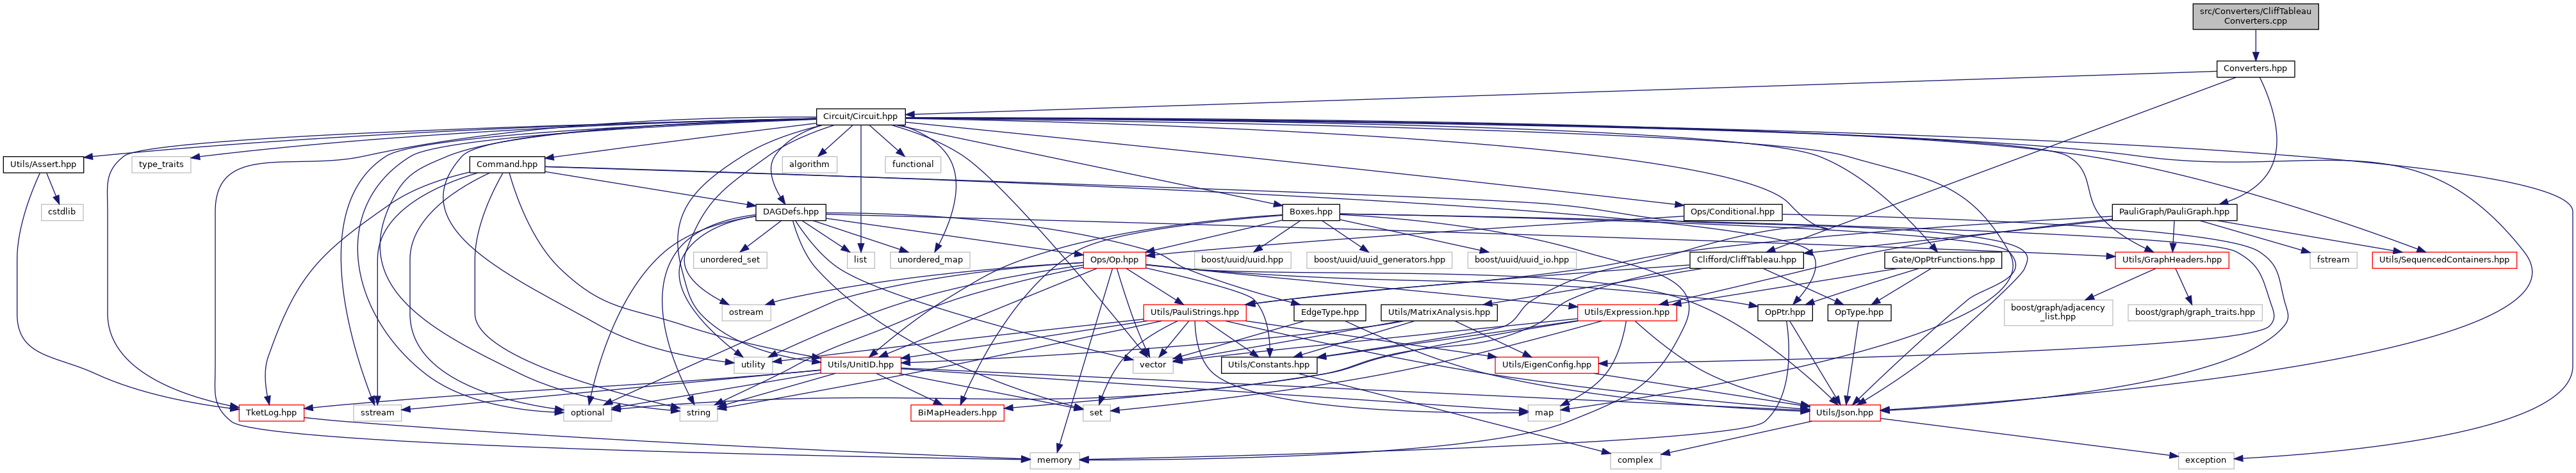 src/Converters/CliffTableau
Converters.cpp
Converters.hpp
Circuit/Circuit.hpp
Utils/Assert.hpp
type_traits
Command.hpp
algorithm
functional
cstdlib
DAGDefs.hpp
Boxes.hpp
Ops/Conditional.hpp
PauliGraph/PauliGraph.hpp
unordered_set
list
unordered_map
Ops/Op.hpp
boost/uuid/uuid.hpp
boost/uuid/uuid_generators.hpp
boost/uuid/uuid_io.hpp
Clifford/CliffTableau.hpp
Gate/OpPtrFunctions.hpp
Utils/GraphHeaders.hpp
fstream
Utils/SequencedContainers.hpp
ostream
Utils/PauliStrings.hpp
EdgeType.hpp
Utils/MatrixAnalysis.hpp
Utils/Expression.hpp
OpPtr.hpp
OpType.hpp
boost/graph/adjacency
_list.hpp
boost/graph/graph_traits.hpp
utility
Utils/UnitID.hpp
vector
Utils/Constants.hpp
Utils/EigenConfig.hpp
TketLog.hpp
sstream
optional
string
BiMapHeaders.hpp
set
map
Utils/Json.hpp
memory
complex
exception